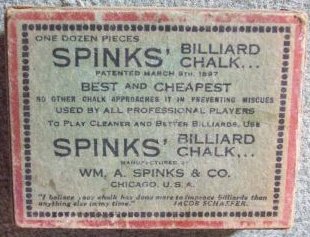 ONE DOZEN PIECES
SPINKS' BILLIARD CHALK...
PATENTED MARCH 9TH. 1897
BEST AND CHEAPEST
NO OTHER CHALK APPROACHES IT IN PREVENTING MISCUES
USED BY ALL PROFESSIONAL PLAYERS
TO PLAY CLEANER AND BETTER BILLIARDS, USE
SPINKS' BILLIARD CHALK...
MANUFACTURED BY
WM. A. SPINKS & CO.
CHICAGO, U.S.A.
"I believe your chalk has done more to improve billiards than
anything else in my time." JACOB SCHAEFER.